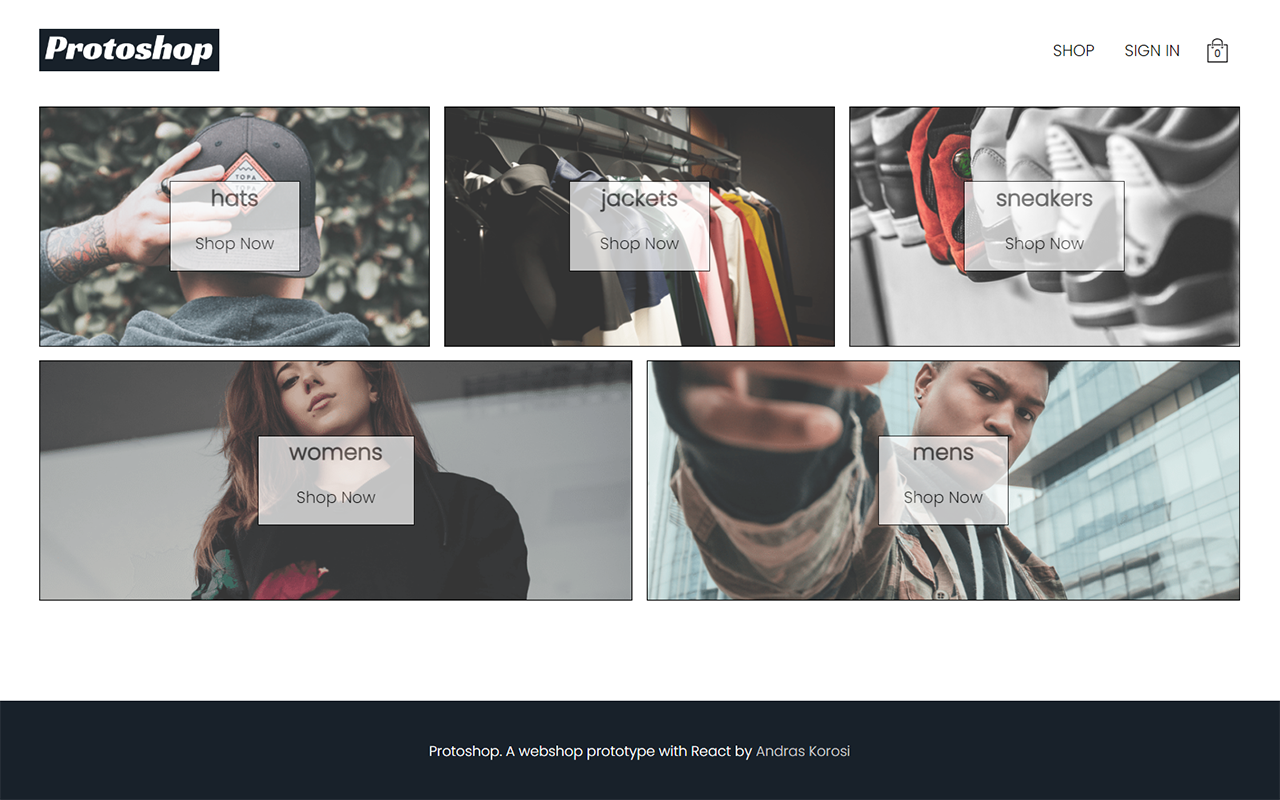 Protoshop
SHOP
SIGN IN
0
TOPA
TOPA
hats
Shop Now
jackets
Shop Now
sneakers
Shop Now
womens
Shop Now
mens
Shop Now
Protoshop. A webshop prototype with React by Andras Korosi